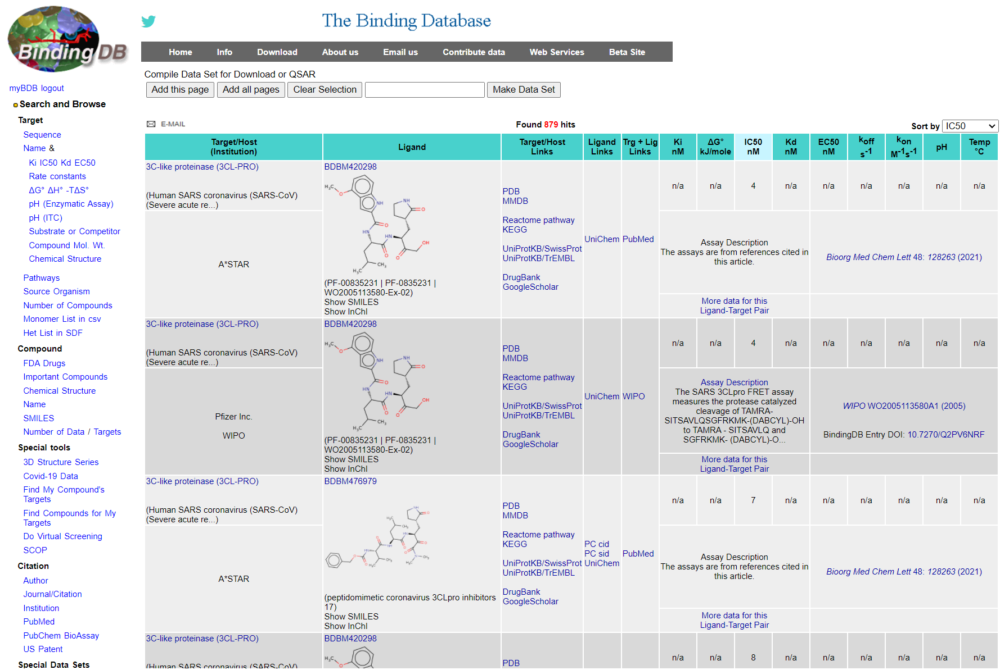 BindingDB
The Binding Database
Home Info Download About us Email us Contribute data Web Services Beta Site
Compile Data Set for Download or QSAR
Add this page Add all pages Clear Selection Make Data Set
myBDB logout
Search and Browse
Target
Sequence
Name &
Ki IC50 Kd EC50
Rate constants
ΔG° ΔH° -TΔS°
pH (Enzymatic Assay)
pH (ITC)
Substrate or Competitor
Compound Mol. Wt.
Chemical Structure
Pathways
Source Organism
Number of Compounds
Monomer List in csv
Het List in SDF
Compound
FDA Drugs
Important Compounds
Chemical Structure
Name
SMILES
Number of Data / Targets
Special tools
3D Structure Series
Covid-19 Data
Find My Compound's
Targets
Find Compounds for My
Targets
Do Virtual Screening
SCOP
Citation
Author
Journal/Citation
Institution
PubMed
PubChem BioAssay
US Patent
Special Data Sets
E-MAIL
Found 879 hits
Sort by IC50
Target/Host
(Institution)
Ligand
Target/Host
Links
Ligand
Links
Trg + Lig
Links
Ki
nM
ΔG°
kJ/mole
IC50
nM
Kd
nM
EC50
nM
koff
s-1
kon
M-1s-1
pH
Temp
°C
3C-like proteinase (3CL-PRO)
(Human SARS coronavirus (SARS-CoV)
(Severe acute re...)
A*STAR
BDBM420298
H3C
O
NH
NH
O
O
HN
HN
OH
O
O
CH3
H3C
(PF-00835231 | PF-0835231 |
WO2005113580-Ex-02)
Show SMILES
Show InChI
PDB
MMDB
Reactome pathway
KEGG
UniProtKB/SwissProt
UniProtKB/TrEMBL
DrugBank
GoogleScholar
UniChem
PubMed
n/a n/a 4 n/a n/a n/a n/a n/a n/a
Assay Description
The assays are from references cited in
this article.
Bioorg Med Chem Lett 48: 128263 (2021)
More data for this
Ligand-Target Pair
3C-like proteinase (3CL-PRO)
(Human SARS coronavirus (SARS-CoV)
(Severe acute re...)
Pfizer Inc.
WIPO
BDBM420298
H3C
O
NH
NH
O
O
HN
HN
OH
O
O
CH3
H3C
(PF-00835231 | PF-0835231 |
WO2005113580-Ex-02)
Show SMILES
Show InChI
PDB
MMDB
Reactome pathway
KEGG
UniProtKB/SwissProt
UniProtKB/TrEMBL
DrugBank
GoogleScholar
UniChem
WIPO
n/a n/a 4 n/a n/a n/a n/a n/a n/a
Assay Description
The SARS 3CLpro FRET assay
measures the protease catalyzed
cleavage of TAMRA-
SITSAVLQSGFRKMK-(DABCYL)-OH
to TAMRA - SITSAVLQ and
SGFRKMK- (DABCYL)-O...
WIPO WO2005113580A1 (2005)
BindingDB Entry DOI: 10.7270/Q2PV6NRF
More data for this
Ligand-Target Pair
3C-like proteinase (3CL-PRO)
(Human SARS coronavirus (SARS-CoV)
(Severe acute re...)
A*STAR
BDBM476979
(peptidomimetic coronavirus 3CLpro inhibitors
17)
Show SMILES
Show InChI
PDB
MMDB
Reactome pathway
KEGG
UniProtKB/SwissProt
UniProtKB/TrEMBL
DrugBank
GoogleScholar
PC cid
PC sid
UniChem
PubMed
n/a n/a 7 n/a n/a n/a n/a n/a n/a
Assay Description
The assays are from references cited in
this article.
Bioorg Med Chem Lett 48: 128263 (2021)
More data for this
Ligand-Target Pair
3C-like proteinase (3CL-PRO)
(Human SARS coronavirus (SARS-CoV)
BDBM420298
H3C
O
PDB
n/a n/a 8 n/a n/a n/a n/a n/a n/a